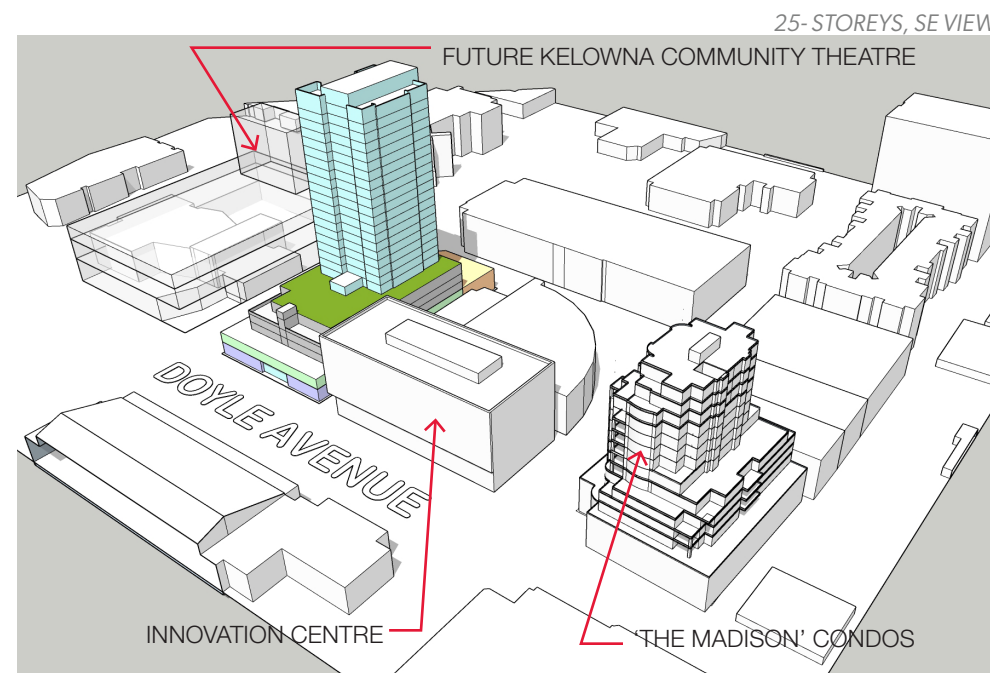 25- STOREYS, SE VIEW
FUTURE KELOWNA COMMUNITY THEATRE
DOYLE AVENUE
INNOVATION CENTRE
'THE MADISON' CONDOS